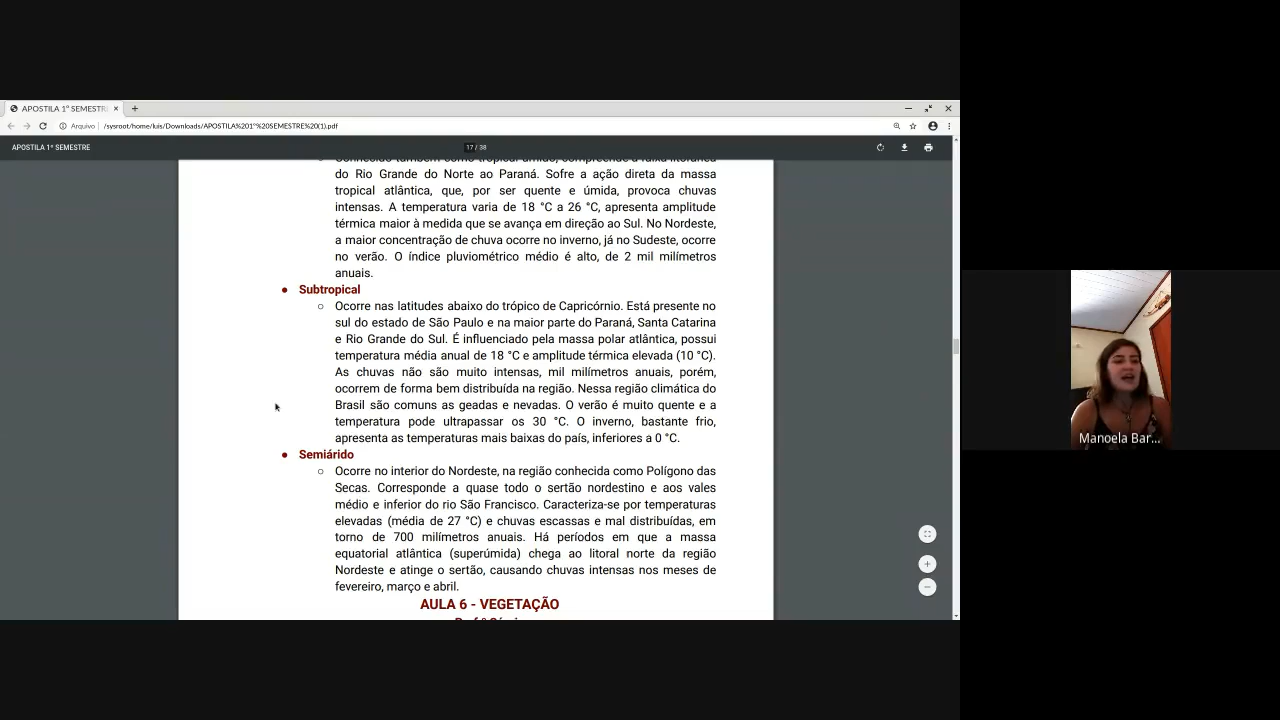 APOSTILA 1º SEMESTR
Arquivo
/sysroot/home/luis/Downloads/APOSTILA%201°%20SEMESTRE%20(1).pdf
APOSTILA 1º SEMESTRE
17 / 38
Conhecido também como tropical úmido, compreende a faixa litorânea
do Rio Grande do Norte ao Paraná. Sofre a ação direta da massa
tropical atlântica, que, por ser quente e úmida, provoca chuvas
intensas. A temperatura varia de 18 °C a 26 °C, apresenta amplitude
térmica maior à medida que se avança em direção ao Sul. No Nordeste,
a maior concentração de chuva ocorre no inverno, já no Sudeste, ocorre
no verão. O índice pluviométrico médio é alto, de 2 mil milímetros
anuais.
● Subtropical
○ Ocorre nas latitudes abaixo do trópico de Capricórnio. Está presente no
sul do estado de São Paulo e na maior parte do Paraná, Santa Catarina
e Rio Grande do Sul. É influenciado pela massa polar atlântica, possui
temperatura média anual de 18 °C e amplitude térmica elevada (10 °C).
As chuvas não são muito intensas, mil milímetros anuais, porém,
ocorrem de forma bem distribuída na região. Nessa região climática do
Brasil são comuns as geadas e nevadas. O verão é muito quente e a
temperatura pode ultrapassar os 30 °C. O inverno, bastante frio,
apresenta as temperaturas mais baixas do país, inferiores a 0 °C.
● Semiárido
○ Ocorre no interior do Nordeste, na região conhecida como Polígono das
Secas. Corresponde a quase todo o sertão nordestino e aos vales
médio e inferior do rio São Francisco. Caracteriza-se por temperaturas
elevadas (média de 27 °C) e chuvas escassas e mal distribuídas, em
torno de 700 milímetros anuais. Há períodos em que a massa
equatorial atlântica (superúmida) chega ao litoral norte da região
Nordeste e atinge o sertão, causando chuvas intensas nos meses de
fevereiro, março e abril.
AULA 6 - VEGETAÇÃO
Manoela Bar...